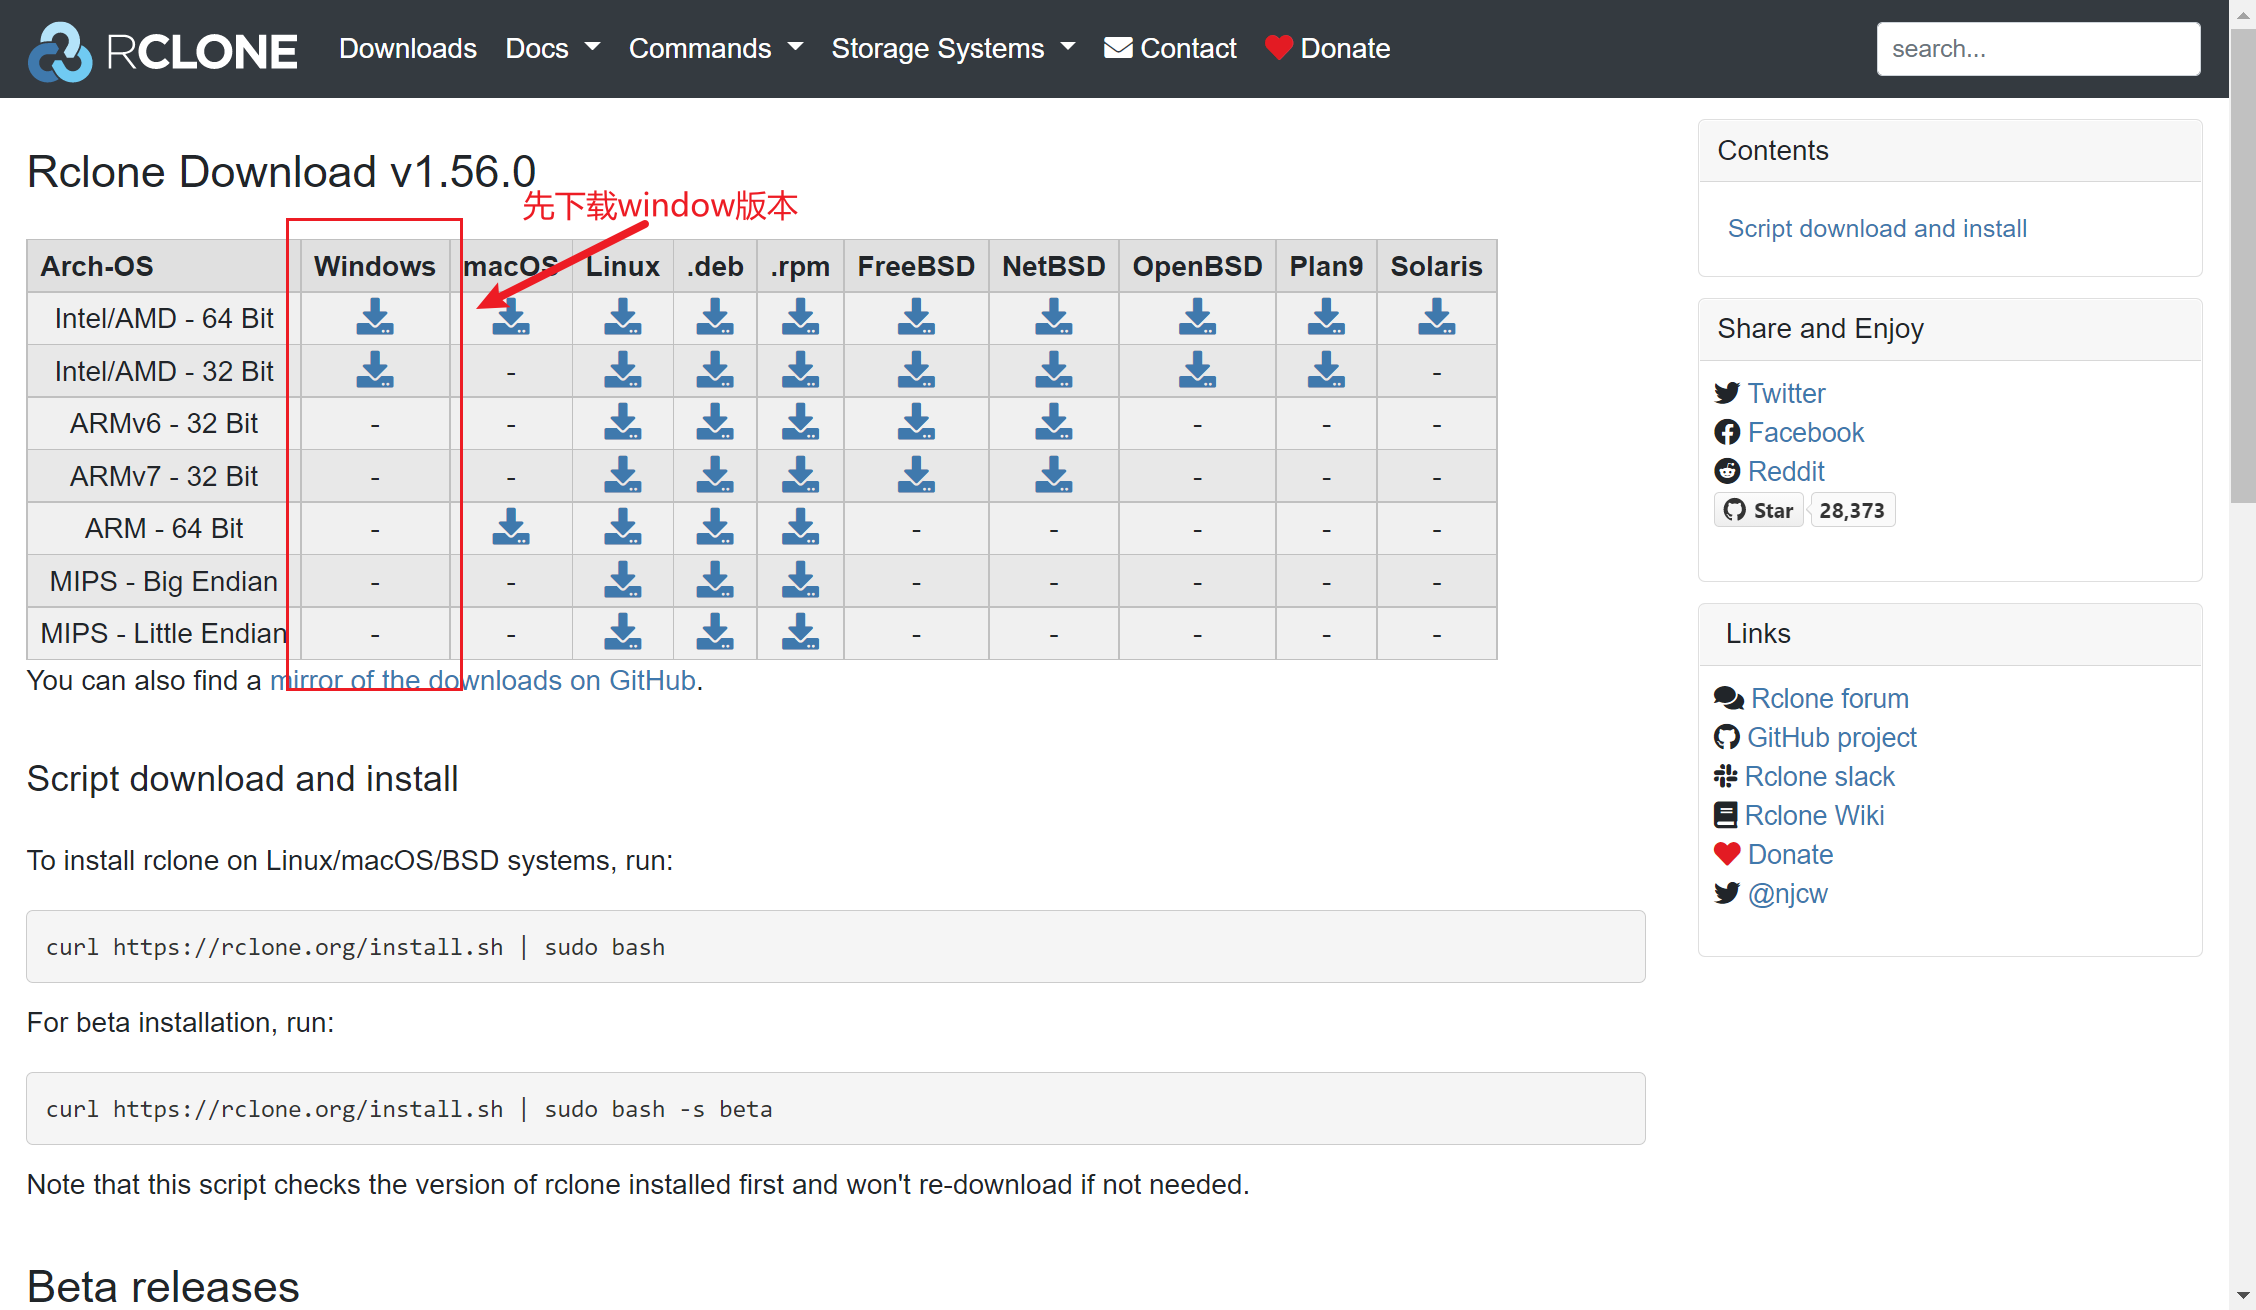 RCLONE Downloads Docs Commands Storage Systems Contact Donate search...
Rclone Download v1.56.0
先下载window版本
Arch-OS Windows macOS Linux .deb .rpm FreeBSD NetBSD OpenBSD Plan9 Solaris
Intel/AMD - 64 Bit
Intel/AMD - 32 Bit - -
ARMv6 - 32 Bit - - - - -
ARMv7 - 32 Bit - - - - -
ARM - 64 Bit - - - - - -
MIPS - Big Endian - - - - - - -
MIPS - Little Endian - - - - - - -
You can also find a mirror of the downloads on GitHub.
Script download and install
To install rclone on Linux/macOS/BSD systems, run:
curl https://rclone.org/install.sh | sudo bash
For beta installation, run:
curl https://rclone.org/install.sh | sudo bash -s beta
Note that this script checks the version of rclone installed first and won't re-download if not needed.
Beta releases
Contents
Script download and install
Share and Enjoy
Twitter
Facebook
Reddit
Star 28,373
Links
Rclone forum
GitHub project
Rclone slack
Rclone Wiki
Donate
@njcw